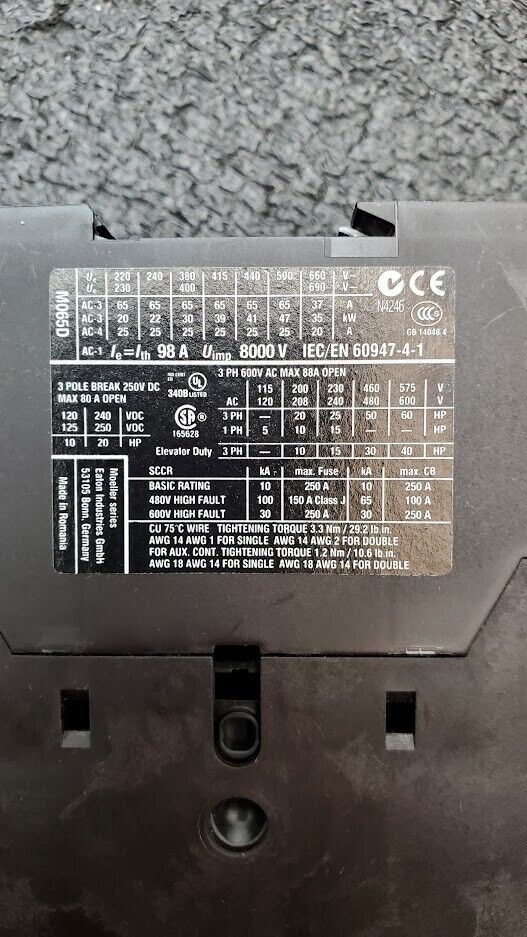 M065D
Ue 220 240 380 415 440 500 660 V~
Ue 230 400 690 V~
AC-3 65 65 65 65 65 65 37 A
AC-3 20 22 30 39 41 47 35 kW
AC-4 25 25 25 25 25 25 20 A
AC-1 Ie=Ith 98 A Uimp 8000 V IEC/EN 60947-4-1
CE
N4246
CCC S
GB 14048.4
3 POLE BREAK 250V DC
MAX 80 A OPEN
120 240 VDC
125 250 VDC
10 20 HP
IND CONT EQ
UL
340B LISTED
SA
165628
3 PH 600V AC MAX 88A OPEN
115 200 230 460 575 V
AC 120 208 240 480 600 V
3 PH — 20 25 50 60 HP
1 PH 5 10 15 — — HP
Elevator Duty 3 PH — 10 15 30 40 HP
Moeller series
Eaton Industries GmbH
53105 Bonn, Germany
Made in Romania
SCCR kA max. Fuse kA max. CB
BASIC RATING 10 250 A 10 250 A
480V HIGH FAULT 100 150 A Class J 65 100 A
600V HIGH FAULT 30 250 A 30 250 A
CU 75°C WIRE TIGHTENING TORQUE 3.3 Nm / 29.2 lb.in.
AWG 14 AWG 1 FOR SINGLE AWG 14 AWG 2 FOR DOUBLE
FOR AUX. CONT. TIGHTENING TORQUE 1.2 Nm / 10.6 lb.in.
AWG 18 AWG 14 FOR SINGLE AWG 18 AWG 14 FOR DOUBLE